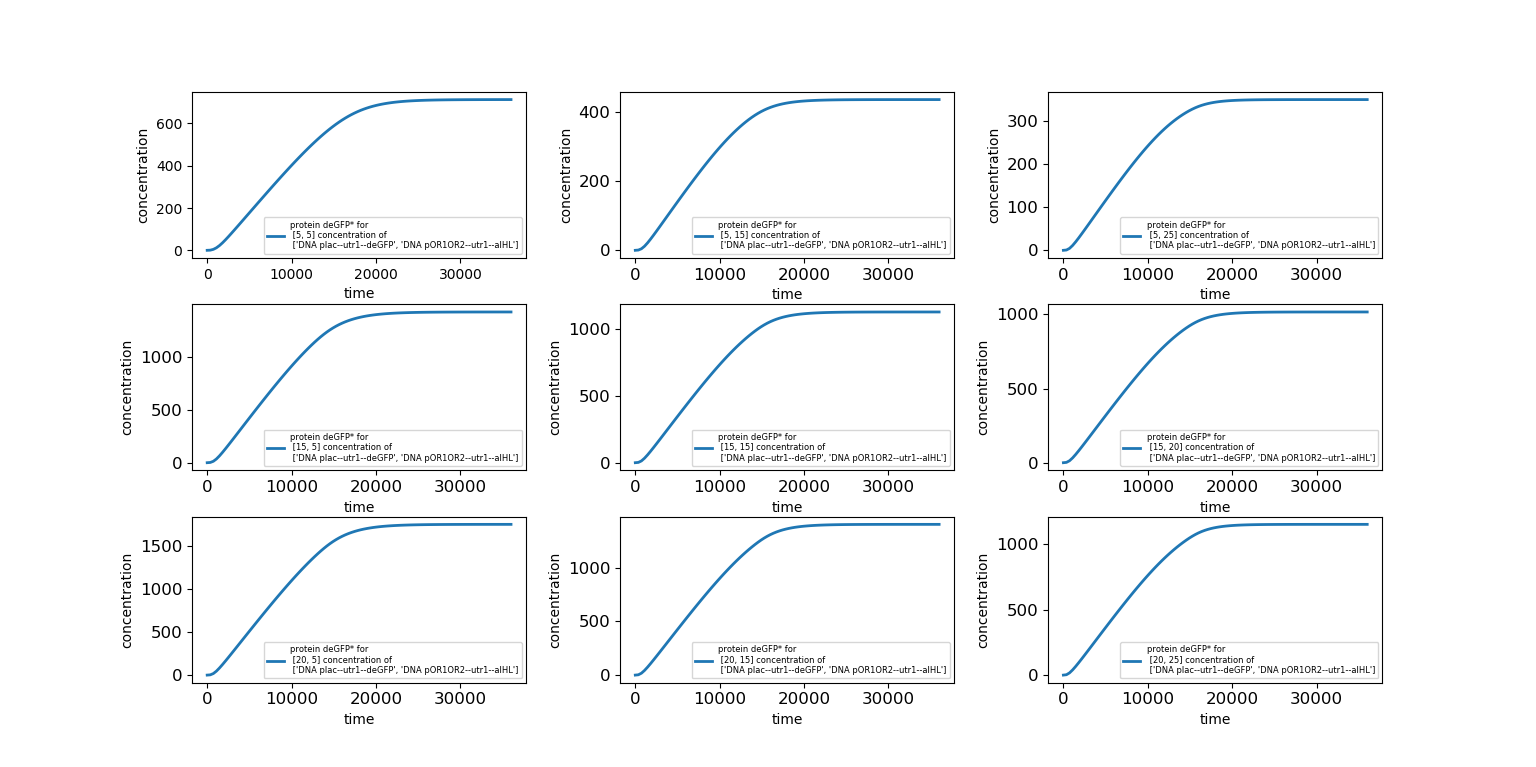 600
400
200
0
concentration
protein deGFP* for
[5, 5] concentration of
['DNA plac--utr1--deGFP', 'DNA pOR1OR2--utr1--aIHL']
0 10000 20000 30000
time
400
200
0
concentration
protein deGFP* for
[5, 15] concentration of
['DNA plac--utr1--deGFP', 'DNA pOR1OR2--utr1--aIHL']
0 10000 20000 30000
time
300
200
100
0
concentration
protein deGFP* for
[5, 25] concentration of
['DNA plac--utr1--deGFP', 'DNA pOR1OR2--utr1--aIHL']
0 10000 20000 30000
time
1000
500
0
concentration
protein deGFP* for
[15, 5] concentration of
['DNA plac--utr1--deGFP', 'DNA pOR1OR2--utr1--aIHL']
0 10000 20000 30000
time
1000
500
0
concentration
protein deGFP* for
[15, 15] concentration of
['DNA plac--utr1--deGFP', 'DNA pOR1OR2--utr1--aIHL']
0 10000 20000 30000
time
1000
500
0
concentration
protein deGFP* for
[15, 20] concentration of
['DNA plac--utr1--deGFP', 'DNA pOR1OR2--utr1--aIHL']
0 10000 20000 30000
time
1500
1000
500
0
concentration
protein deGFP* for
[20, 5] concentration of
['DNA plac--utr1--deGFP', 'DNA pOR1OR2--utr1--aIHL']
0 10000 20000 30000
time
1000
500
0
concentration
protein deGFP* for
[20, 15] concentration of
['DNA plac--utr1--deGFP', 'DNA pOR1OR2--utr1--aIHL']
0 10000 20000 30000
time
1000
500
0
concentration
protein deGFP* for
[20, 25] concentration of
['DNA plac--utr1--deGFP', 'DNA pOR1OR2--utr1--aIHL']
0 10000 20000 30000
time